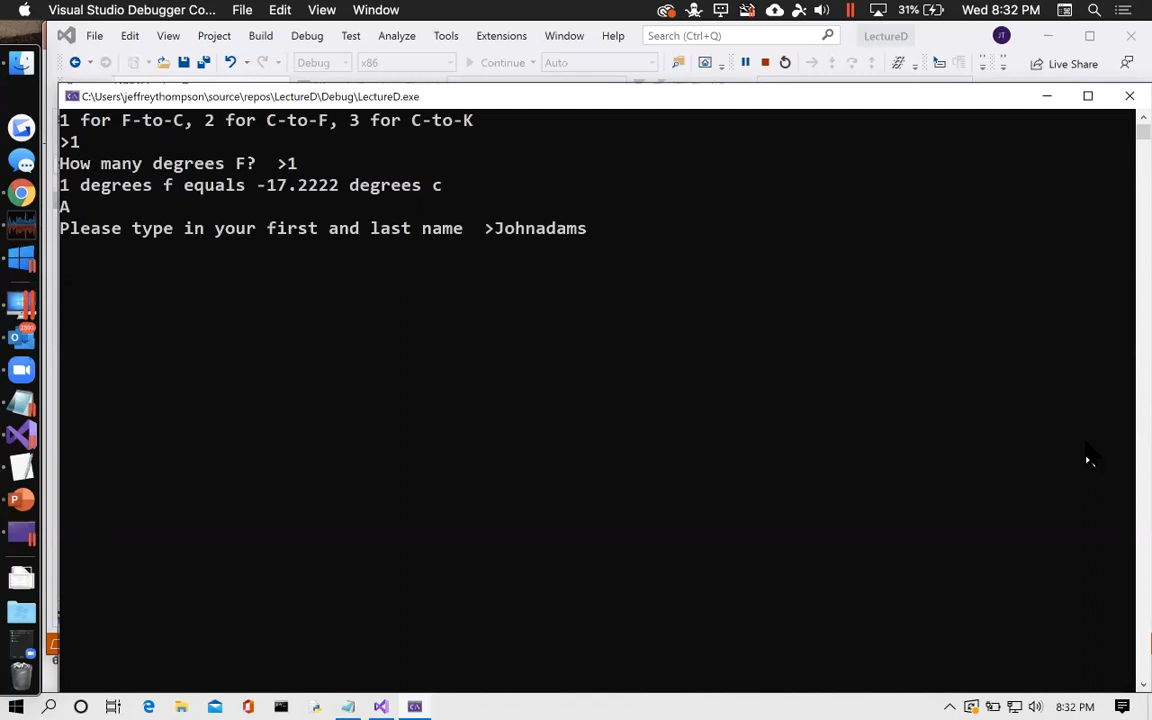 Visual Studio Debugger Co... File Edit View Window 31% Wed 8:32 PM
File Edit View Project Build Debug Test Analyze Tools Extensions Window Help Search (Ctrl+Q) LectureD JT
Debug x86 Continue Auto Live Share
C:\Users\jeffreythompson\source\repos\LectureD\Debug\LectureD.exe
1 for F-to-C, 2 for C-to-F, 3 for C-to-K
>1
How many degrees F?  >1
1 degrees f equals -17.2222 degrees c
A
Please type in your first and last name  >Johnadams
8:32 PM